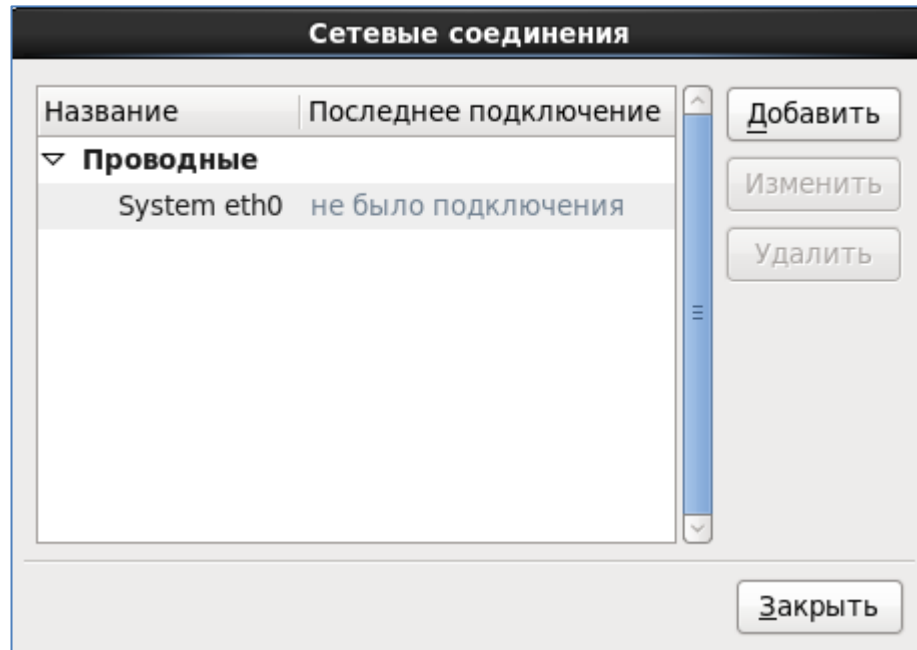 Сетевые соединения
Название Последнее подключение
Проводные
System eth0 не было подключения
Добавить
Изменить
Удалить
Закрыть